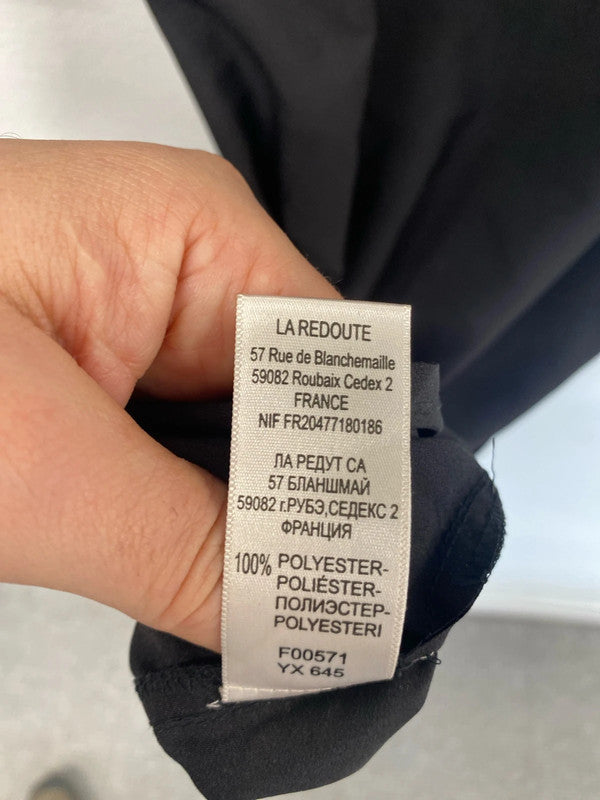 LA REDOUTE
57 Rue de Blanchemaille
59082 Roubaix Cedex 2
FRANCE
NIF FR20477180186
ЛА РЕДУТ СА
57 БЛАНШМАЙ
59082 г.РУБЭ,СЕДЕКС 2
ФРАНЦИЯ
100% POLYESTER-
POLIÉSTER-
ПОЛИЭСТЕР-
POLYESTERI
F00571
YX 645